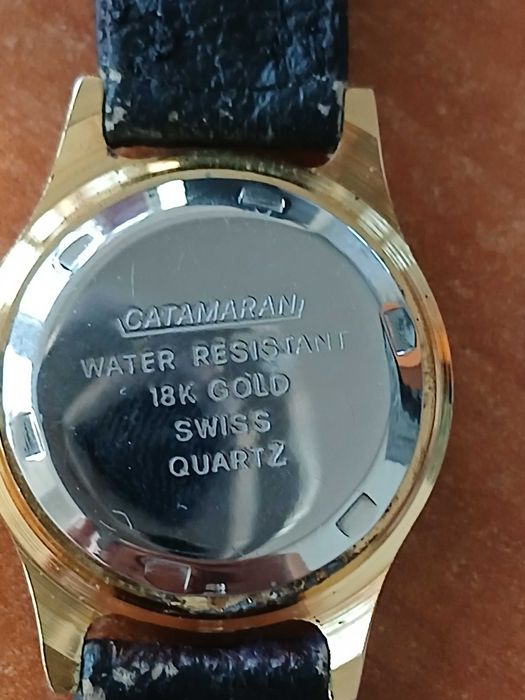 CATAMARAN
WATER RESISTANT
18K GOLD
SWISS
QUARTZ